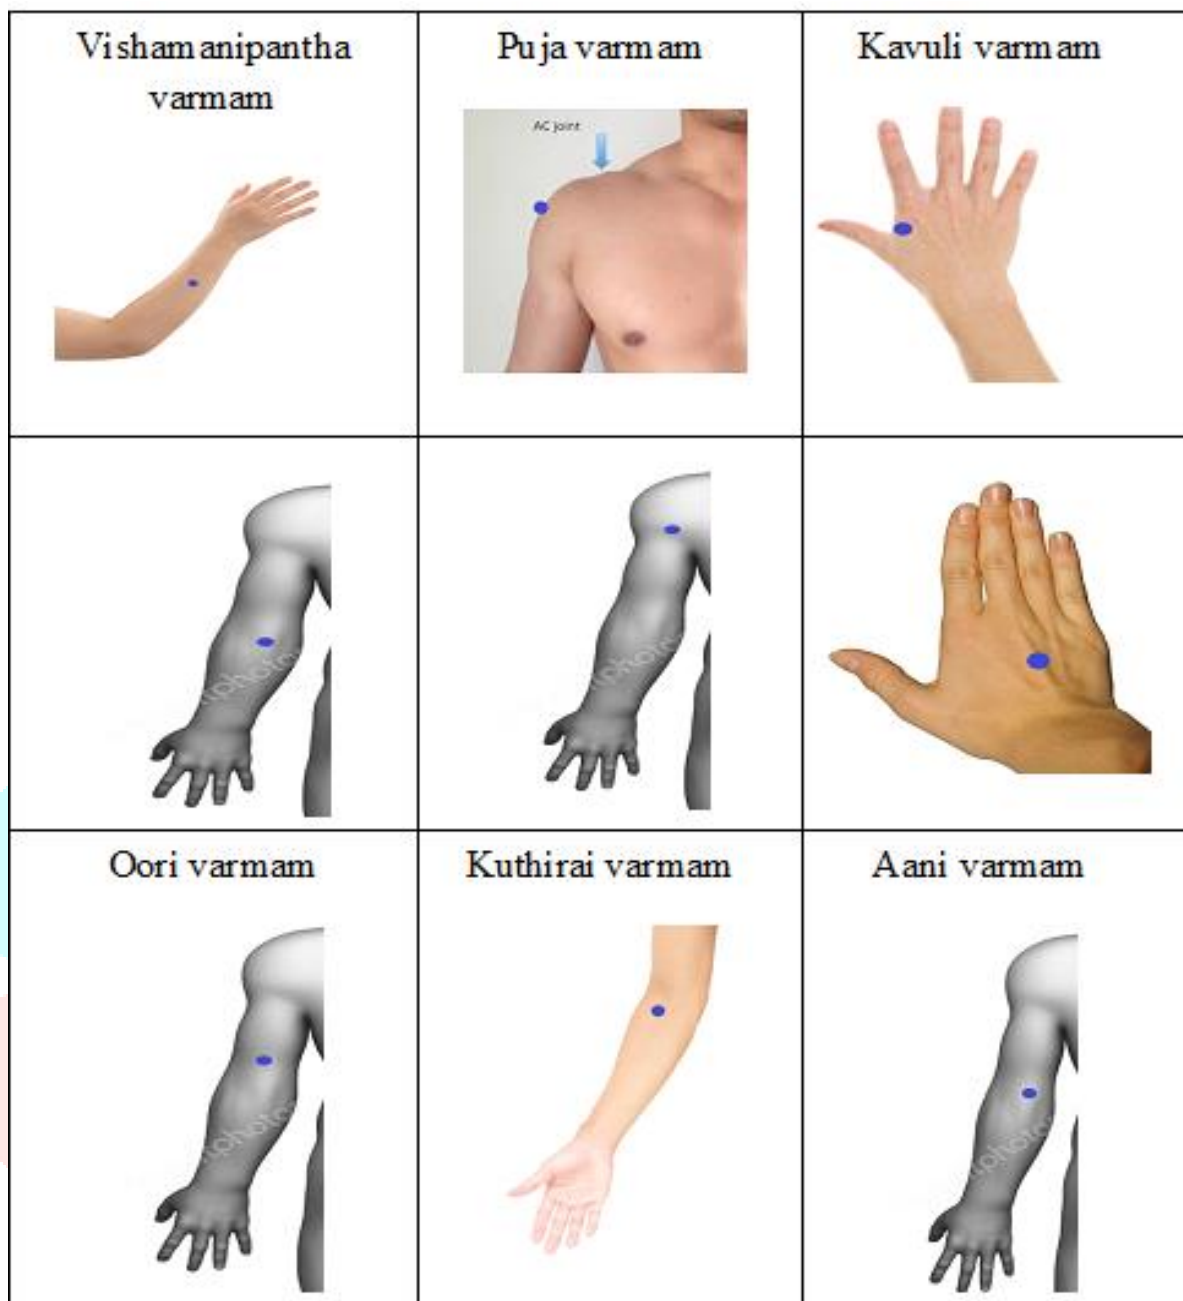 Vishamanipantha
varmam
Puja varmam
AC joint
Kavuli varmam
Oori varmam
Kuthirai varmam
Aani varmam